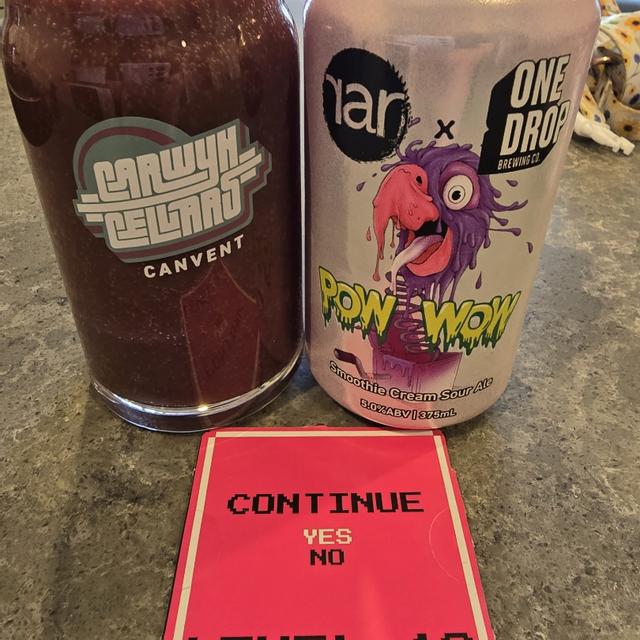 CARWYN
CELLARS
CANVENT
rar
x
ONE
DROP
BREWING CO.
POW WOW
Smoothie Cream Sour Ale
5.0%ABV | 375mL
CONTINUE
YES
NO